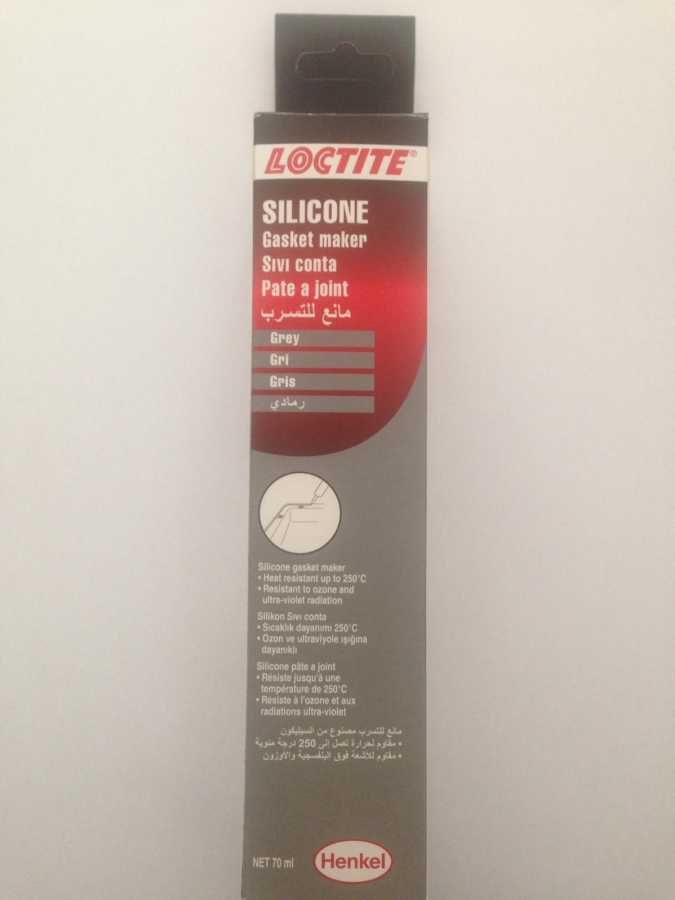 LOCTITE®
SILICONE
Gasket maker
Sıvı conta
Pate a joint
مانع للتسرب
Grey
Gri
Gris
رمادي
Silicone gasket maker
• Heat resistant up to 250°C
• Resistant to ozone and
ultra-violet radiation
Silikon Sıvı conta
• Sıcaklık dayanımı 250°C
• Ozon ve ultraviyole ışığına
dayanıklı
Silicone pâte a joint
• Résiste jusqu'à une
température de 250°C
• Résiste à l'ozone et aux
radiations ultra-violet
مانع للتسرب مصنوع من السيليكون
• مقاوم لحرارة تصل إلى 250 درجة مئوية
• مقاوم للأشعة فوق البنفسجية والأوزون
NET 70 ml
Henkel